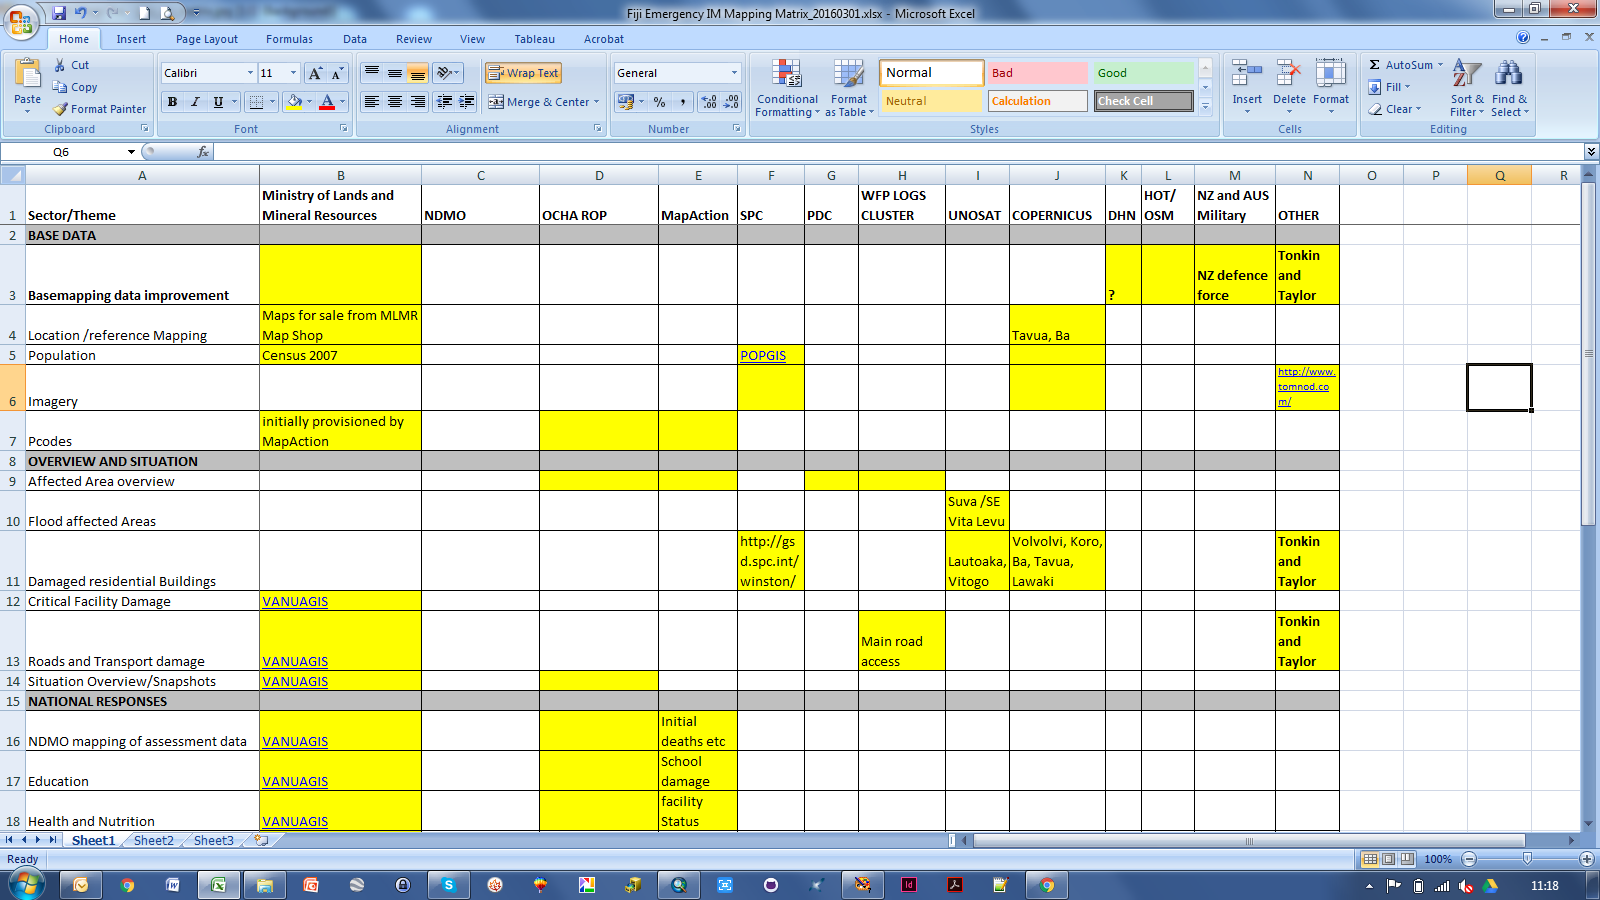 Fiji Emergency IM Mapping Matrix_20160301.xlsx - Microsoft Excel
Home Insert Page Layout Formulas Data Review View Tableau Acrobat
Paste
Cut
Copy
Format Painter
Clipboard
Calibri 11
B I U
Font
Wrap Text
Merge & Center
Alignment
General
% ,
Number
Conditional Formatting
Format as Table
Normal Bad Good
Neutral Calculation Check Cell
Styles
Insert Delete Format
Cells
AutoSum
Fill
Clear
Sort & Filter
Find & Select
Editing
Q6 fx
A B C D E F G H I J K L M N O P Q R
1 Sector/Theme
Ministry of Lands and
Mineral Resources
NDMO
OCHA ROP
MapAction
SPC
PDC
WFP LOGS
CLUSTER
UNOSAT
COPERNICUS
DHN
HOT/
OSM
NZ and AUS
Military
OTHER
2 BASE DATA
3 Basemapping data improvement
?
NZ defence
force
Tonkin
and
Taylor
4 Location /reference Mapping
Maps for sale from MLMR
Map Shop
Tavua, Ba
5 Population
Census 2007
POPGIS
6 Imagery
http://www.
tomnod.co
m/
7 Pcodes
initially provisioned by
MapAction
8 OVERVIEW AND SITUATION
9 Affected Area overview
10 Flood affected Areas
Suva /SE
Vita Levu
11 Damaged residential Buildings
http://gs
d.spc.int/
winston/
Lautoaka,
Vitogo
Volvolvi, Koro,
Ba, Tavua,
Lawaki
Tonkin
and
Taylor
12 Critical Facility Damage VANUAGIS
13 Roads and Transport damage VANUAGIS
Main road
access
Tonkin
and
Taylor
14 Situation Overview/Snapshots VANUAGIS
15 NATIONAL RESPONSES
16 NDMO mapping of assessment data VANUAGIS
Initial
deaths etc
17 Education VANUAGIS
School
damage
18 Health and Nutrition VANUAGIS
facility
Status
Sheet1 Sheet2 Sheet3
Ready 100%
11:18